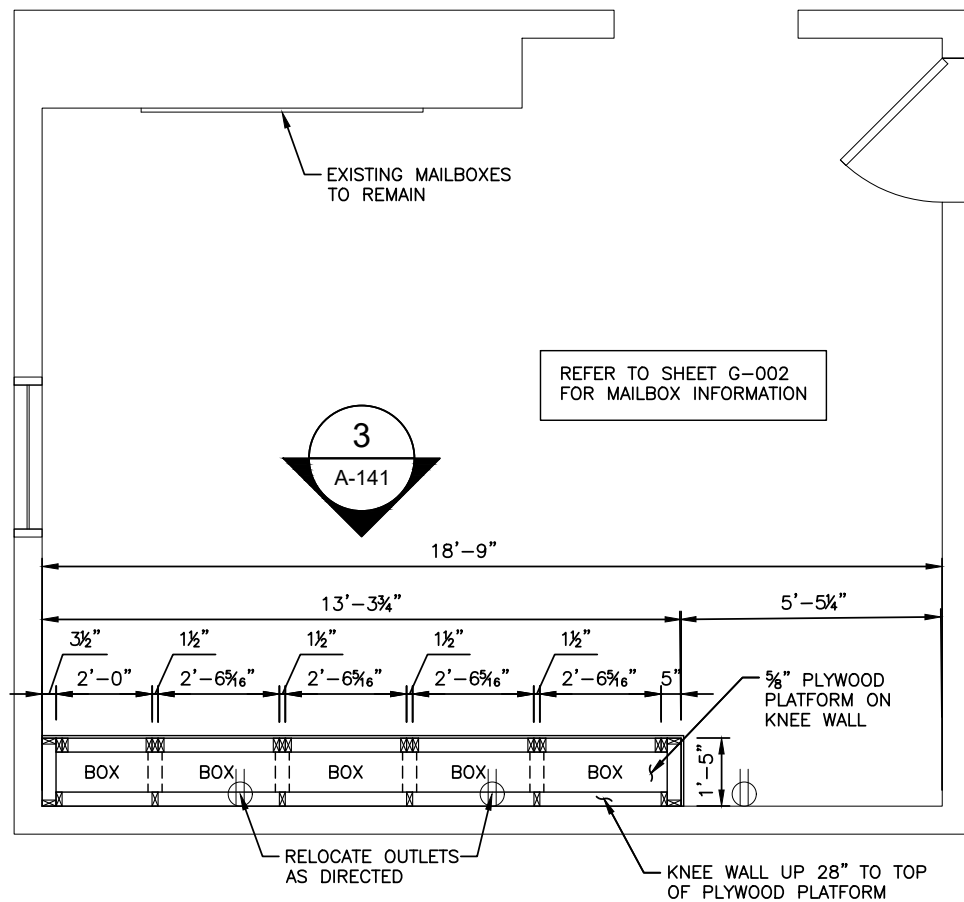 EXISTING MAILBOXES
TO REMAIN
REFER TO SHEET G-002
FOR MAILBOX INFORMATION
3
A-141
18'-9"
13'-3¾"
5'-5¼"
3½"
1½"
1½"
1½"
1½"
2'-0"
2'-6⁵⁄₁₆"
2'-6⁵⁄₁₆"
2'-6⁵⁄₁₆"
2'-6⁵⁄₁₆"
5"
⅝" PLYWOOD
PLATFORM ON
KNEE WALL
BOX
BOX
BOX
BOX
BOX
1'-5"
RELOCATE OUTLETS
AS DIRECTED
KNEE WALL UP 28" TO TOP
OF PLYWOOD PLATFORM